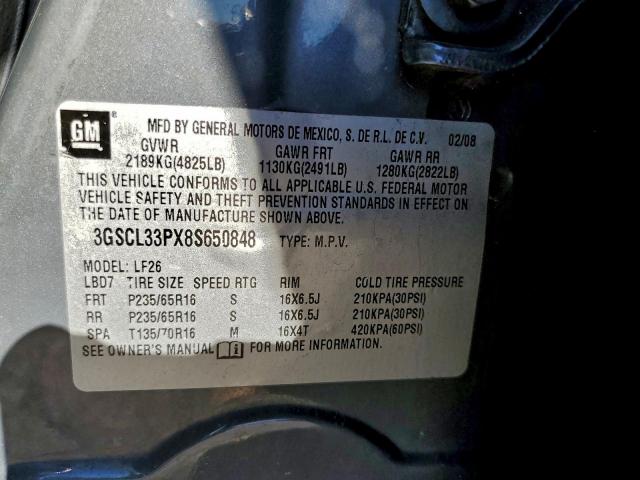 GM ® MFD BY GENERAL MOTORS DE MEXICO, S. DE R.L. DE C.V. 02/08
GVWR GAWR FRT GAWR RR
2189KG(4825LB) 1130KG(2491LB) 1280KG(2822LB)
THIS VEHICLE CONFORMS TO ALL APPLICABLE U.S. FEDERAL MOTOR
VEHICLE SAFETY AND THEFT PREVENTION STANDARDS IN EFFECT ON
THE DATE OF MANUFACTURE SHOWN ABOVE.
3GSCL33PX8S650848 TYPE: M.P.V.
MODEL: LF26
LBD7 TIRE SIZE SPEED RTG RIM COLD TIRE PRESSURE
FRT P235/65R16 S 16X6.5J 210KPA(30PSI)
RR P235/65R16 S 16X6.5J 210KPA(30PSI)
SPA T135/70R16 M 16X4T 420KPA(60PSI)
SEE OWNER'S MANUAL FOR MORE INFORMATION.